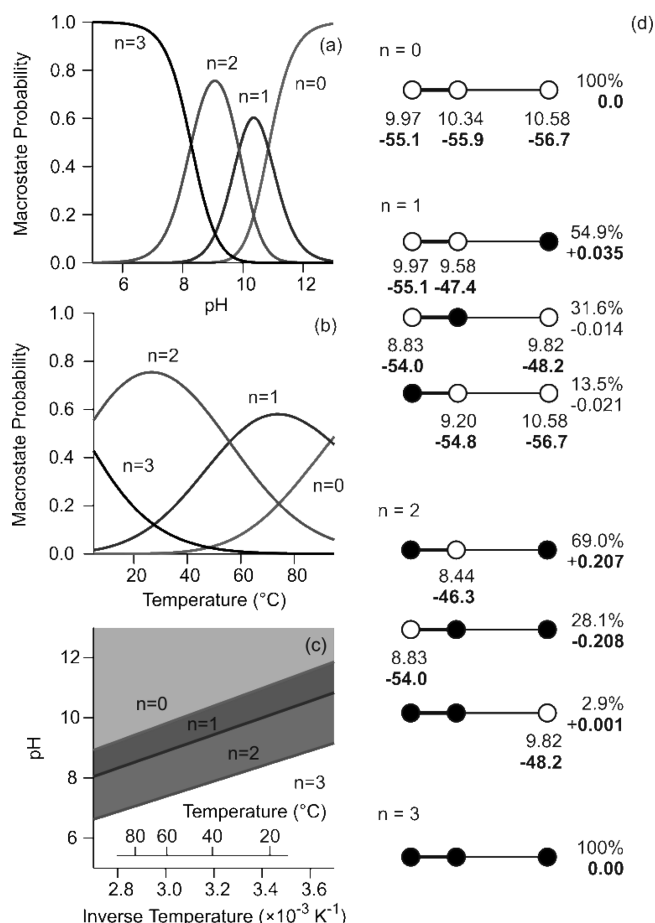 (a)
1.0
0.8
0.6
0.4
0.2
0.0
Macrostate Probability
n=3
n=2
n=1
n=0
6 8 10 12
pH
(b)
1.0
0.8
0.6
0.4
0.2
0.0
Macrostate Probability
n=2
n=1
n=3
n=0
20 40 60 80
Temperature (°C)
(c)
12
10
8
6
pH
n=0
n=1
n=2
n=3
Temperature (°C)
80 60 40 20
2.8 3.0 3.2 3.4 3.6
Inverse Temperature (×10⁻³ K⁻¹)
(d)
n = 0
100%
0.0
9.97 10.34 10.58
-55.1 -55.9 -56.7
n = 1
54.9%
+0.035
9.97 9.58
-55.1 -47.4
31.6%
-0.014
8.83 9.82
-54.0 -48.2
13.5%
-0.021
9.20 10.58
-54.8 -56.7
n = 2
69.0%
+0.207
8.44
-46.3
28.1%
-0.208
8.83
-54.0
2.9%
+0.001
9.82
-48.2
n = 3
100%
0.00